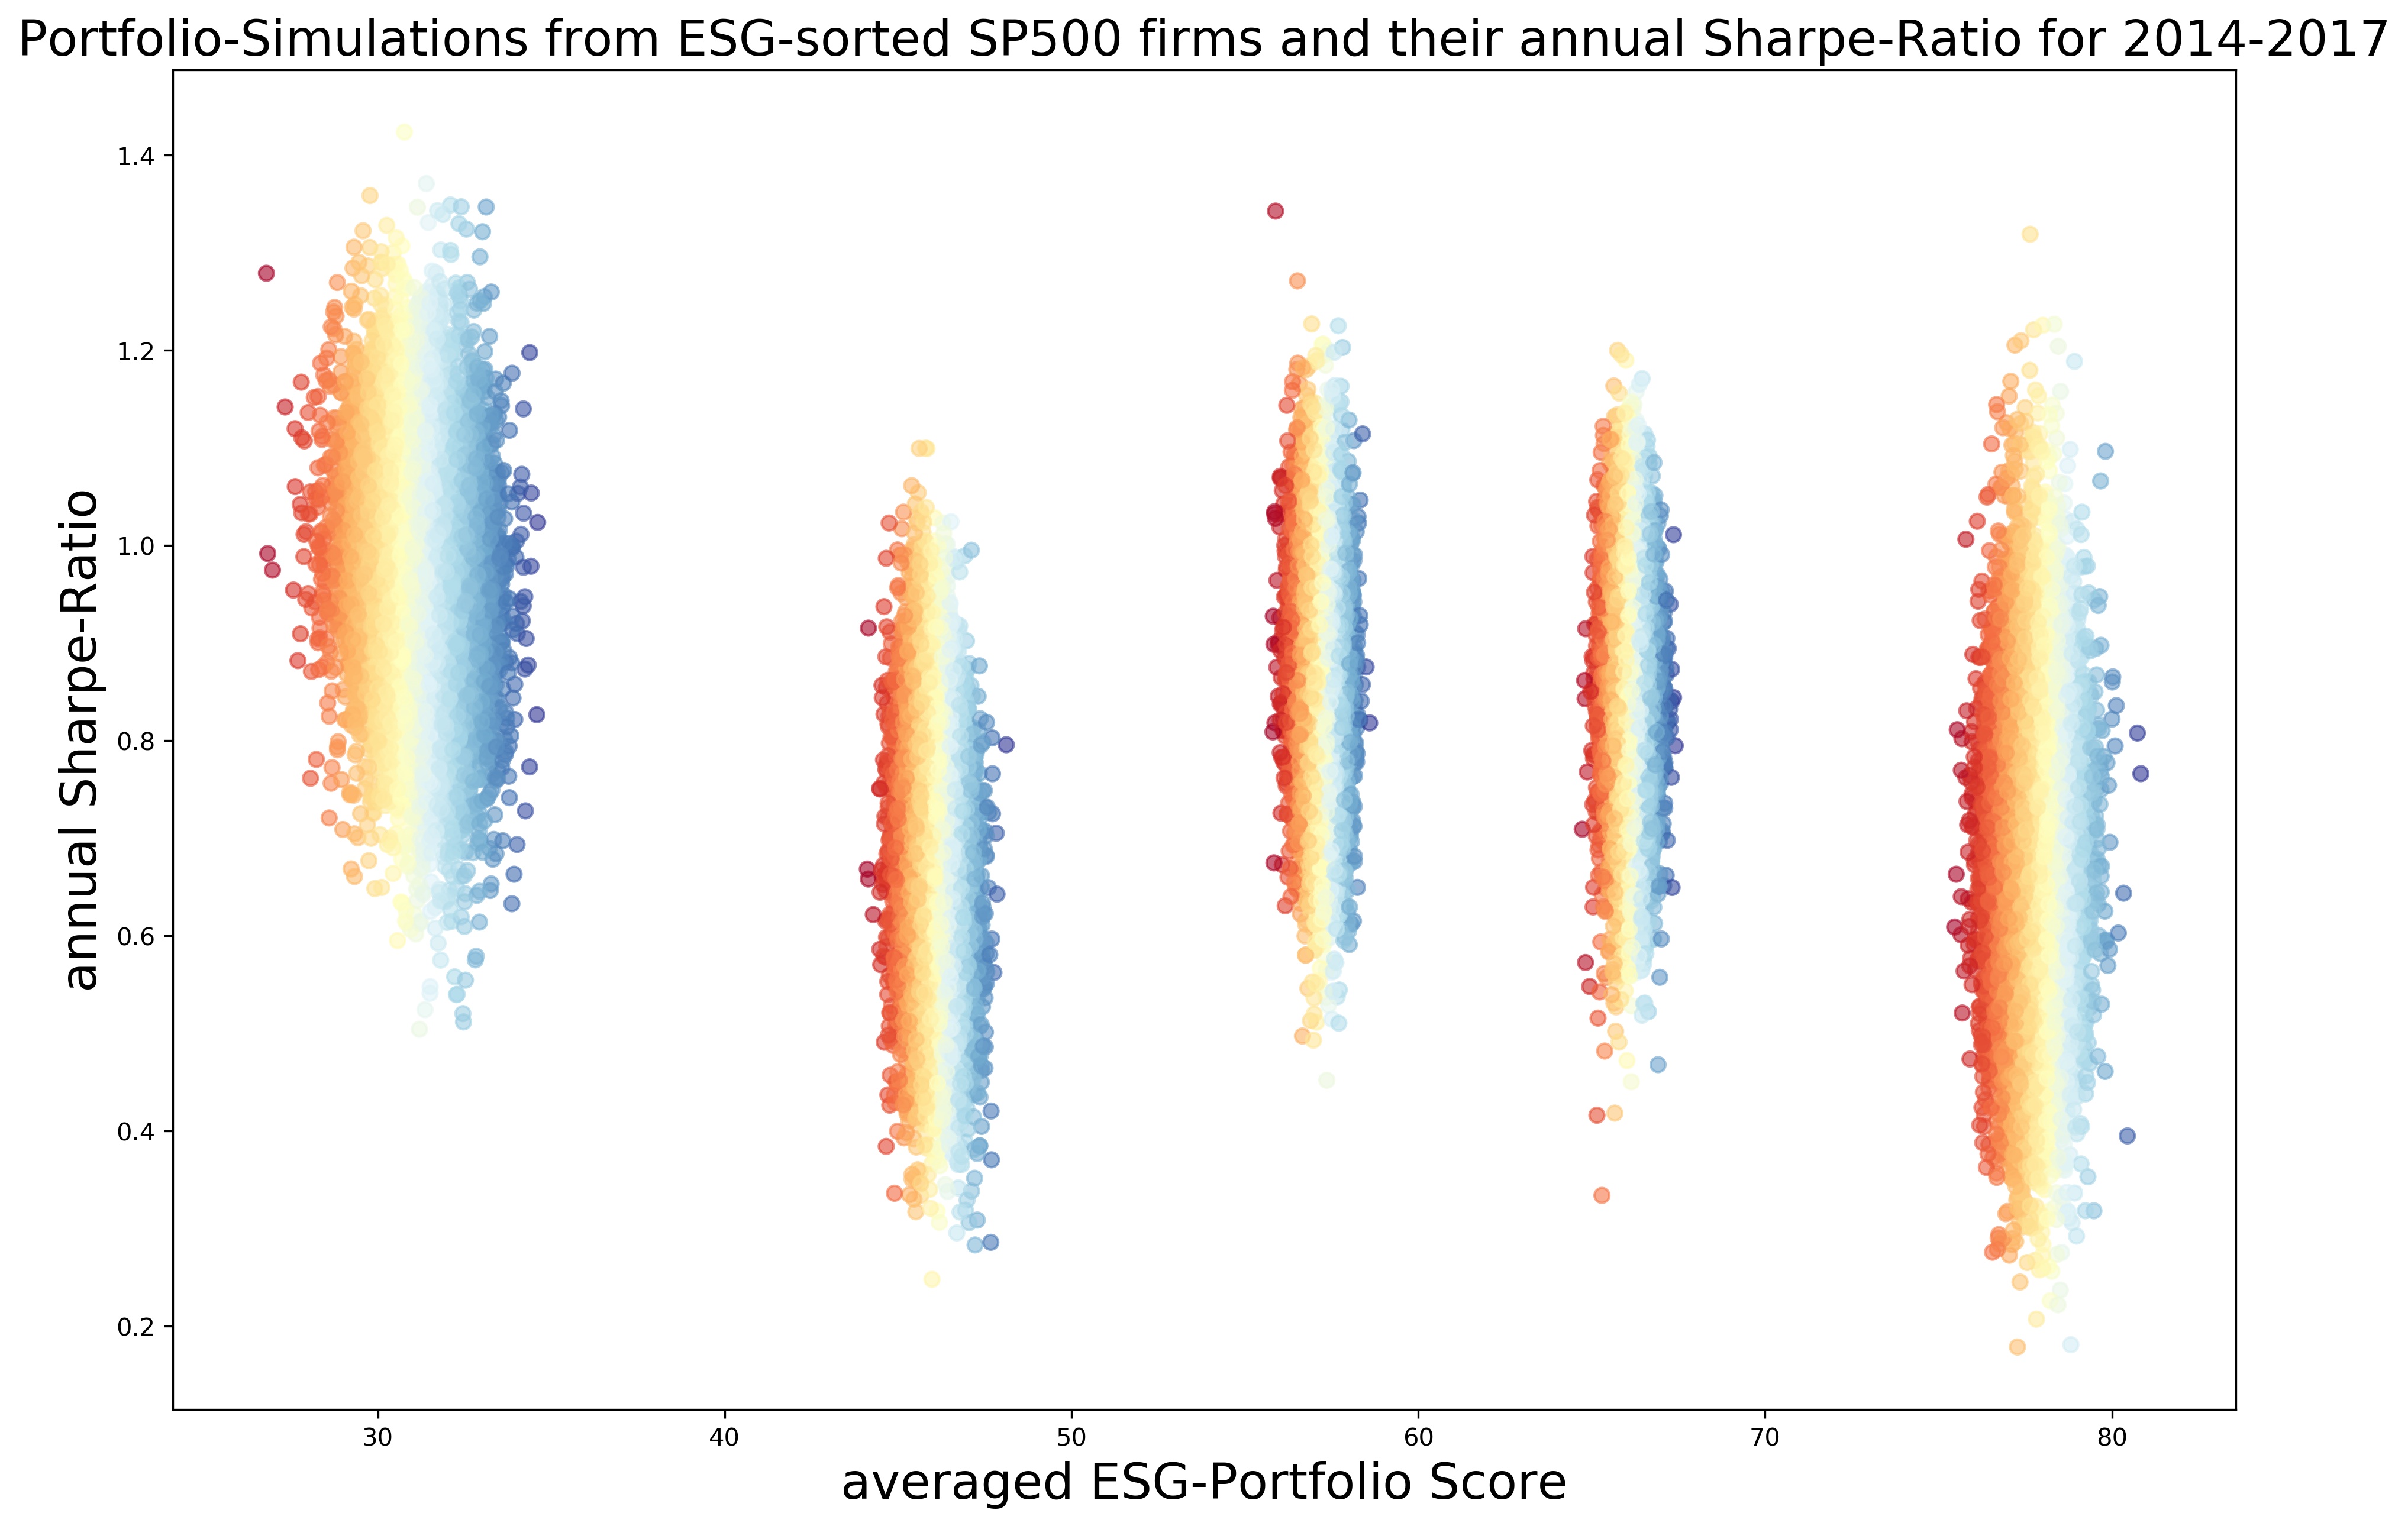 Portfolio-Simulations from ESG-sorted SP500 firms and their annual Sharpe-Ratio for 2014-2017
annual Sharpe-Ratio
1.4
1.2
1.0
0.8
0.6
0.4
0.2
30 40 50 60 70 80
averaged ESG-Portfolio Score